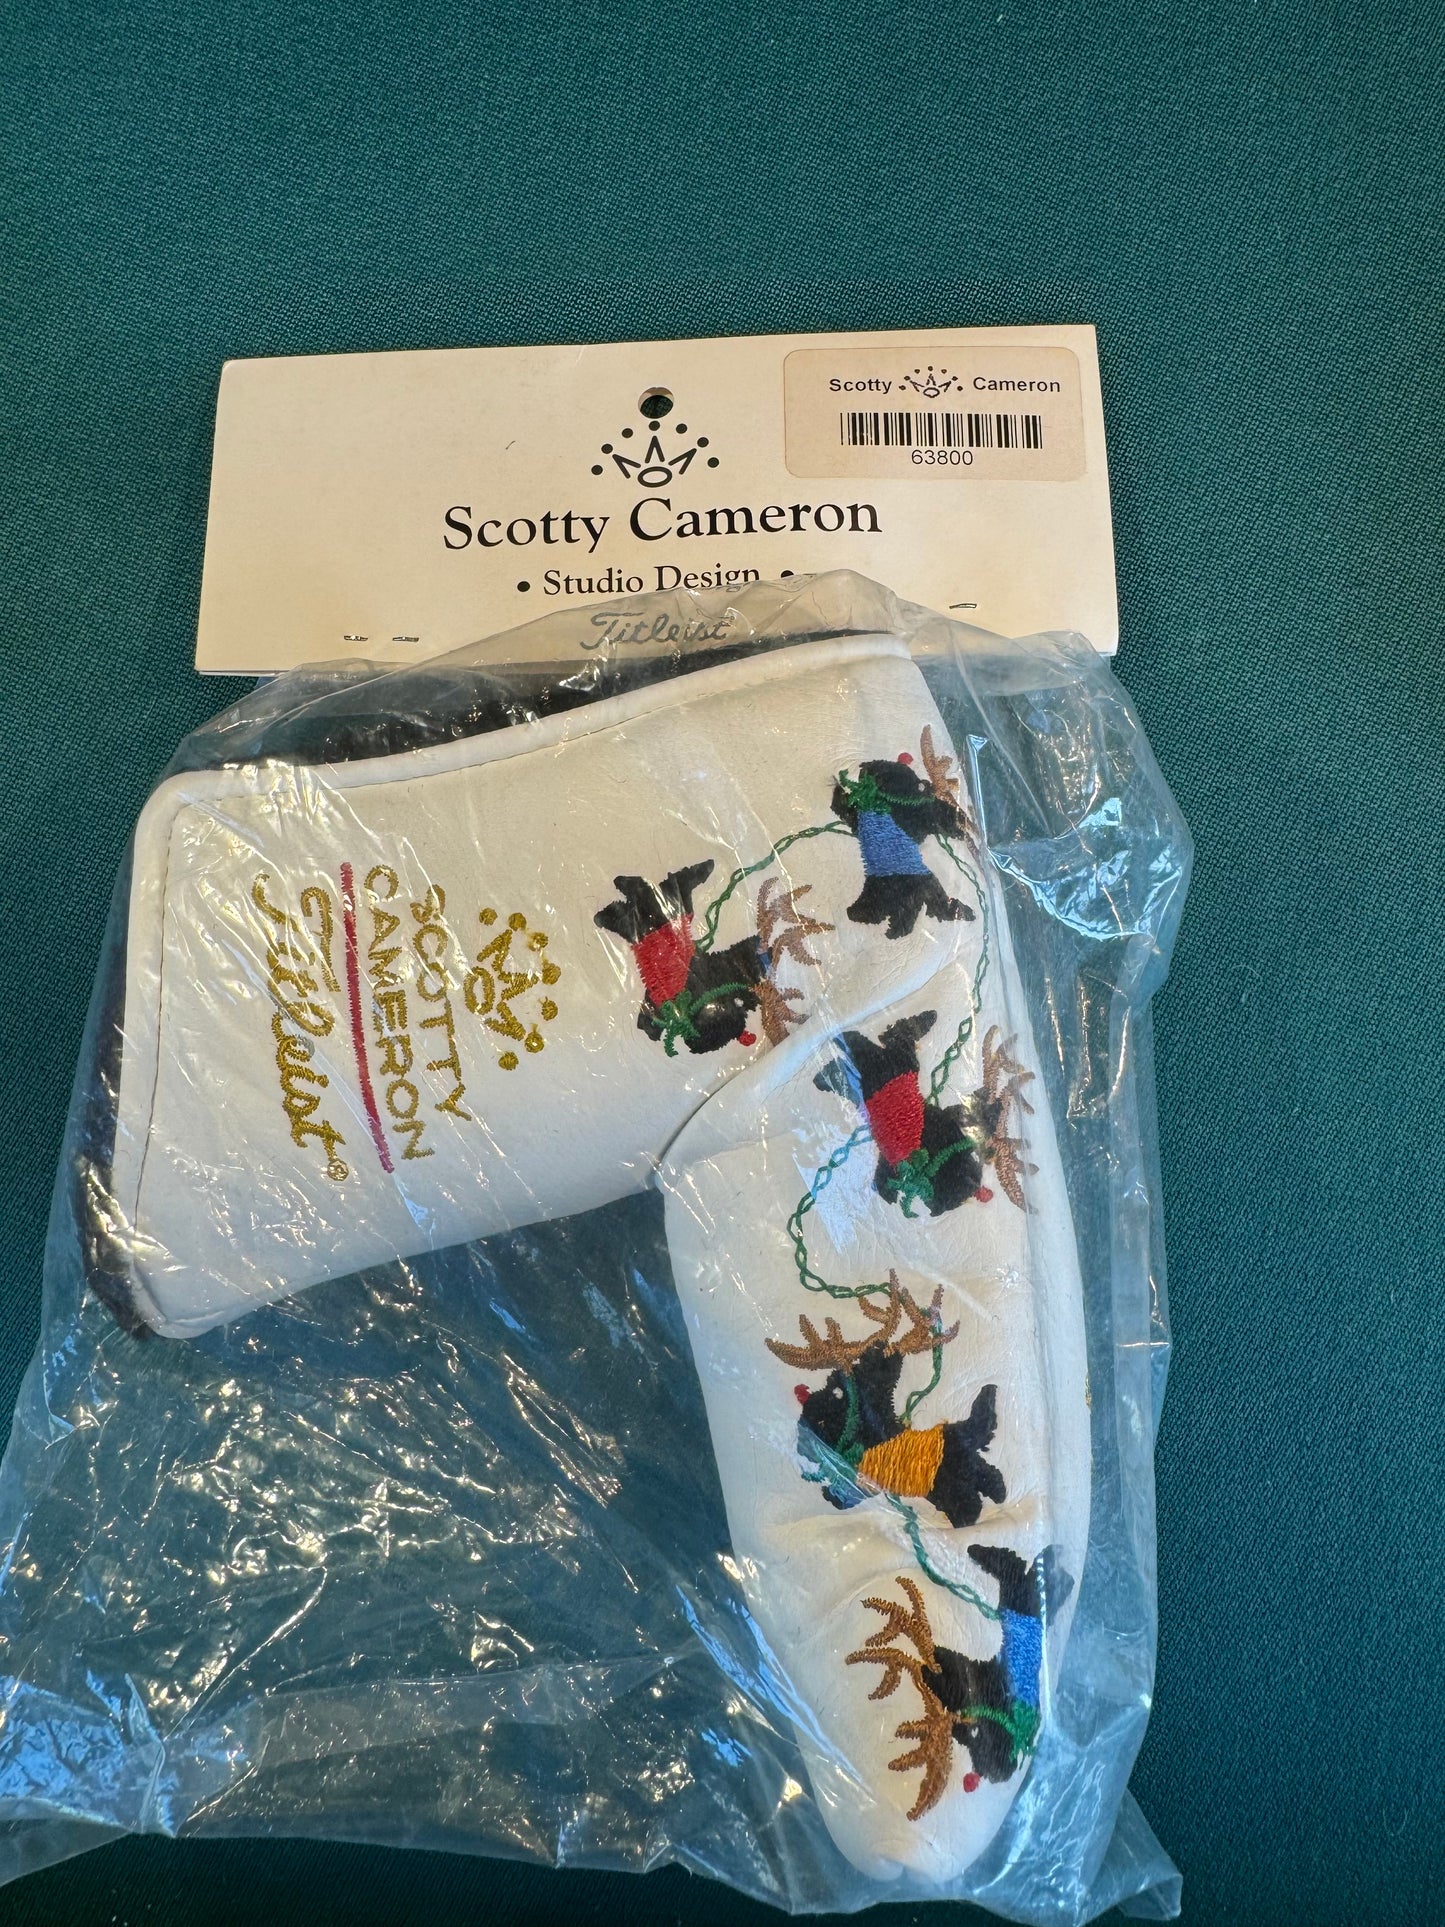 Scotty Cameron
63800
Scotty Cameron
• Studio Design •
Titleist
SCOTTY
CAMERON
Titleist®